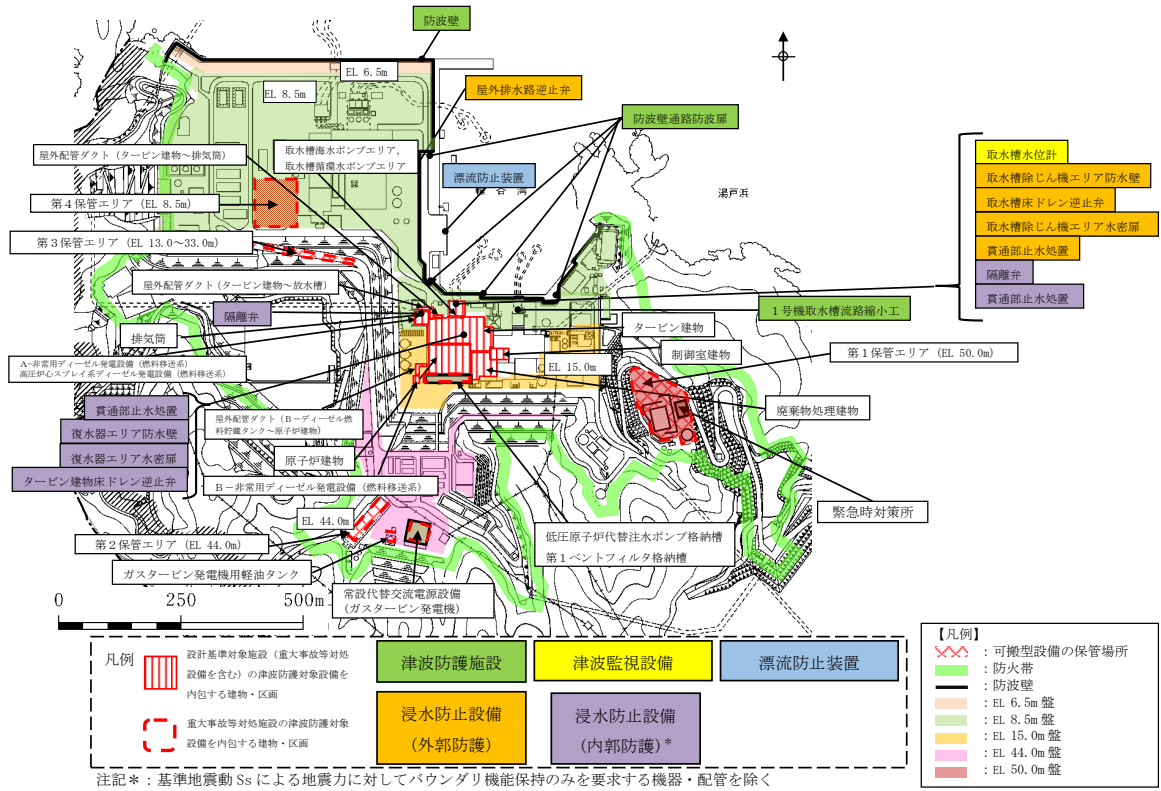 防波壁
EL 6.5m
EL 8.5m
屋外排水路逆止弁
防波壁通路防波扉
取水槽海水ポンプエリア，
取水槽循環水ポンプエリア
屋外配管ダクト（タービン建物～排気筒）
漂流防止装置
湯戸浜
取水槽水位計
取水槽除じん機エリア防水壁
取水槽床ドレン逆止弁
取水槽除じん機エリア水密扉
貫通部止水処置
隔離弁
貫通部止水処置
第４保管エリア（EL 8.5m）
第３保管エリア（EL 13.0～33.0m）
屋外配管ダクト（タービン建物～放水槽）
隔離弁
１号機取水槽流路縮小工
排気筒
タービン建物
制御室建物
第１保管エリア（EL 50.0m）
EL 15.0m
A－非常用ディーゼル発電設備（燃料移送系）
高圧炉心スプレイ系ディーゼル発電設備（燃料移送系）
廃棄物処理建物
貫通部止水処置
復水器エリア防水壁
復水器エリア水密扉
タービン建物床ドレン逆止弁
屋外配管ダクト（Ｂ－ディーゼル燃
料貯蔵タンク～原子炉建物）
原子炉建物
Ｂ－非常用ディーゼル発電設備（燃料移送系）
緊急時対策所
EL 44.0m
第２保管エリア（EL 44.0m）
低圧原子炉代替注水ポンプ格納槽
第１ベントフィルタ格納槽
ガスタービン発電機用軽油タンク
常設代替交流電源設備
（ガスタービン発電機）
0 250 500m
凡例
設計基準対象施設（重大事故等対処
設備を含む）の津波防護対象設備を
内包する建物・区画
重大事故等対処施設の津波防護対象
設備を内包する建物・区画
津波防護施設
津波監視設備
漂流防止装置
浸水防止設備
（外郭防護）
浸水防止設備
（内郭防護）＊
【凡例】
：可搬型設備の保管場所
：防火帯
：防波壁
：EL 6.5m 盤
：EL 8.5m 盤
：EL 15.0m 盤
：EL 44.0m 盤
：EL 50.0m 盤
注記＊：基準地震動 Ss による地震力に対してバウンダリ機能保持のみを要求する機器・配管を除く